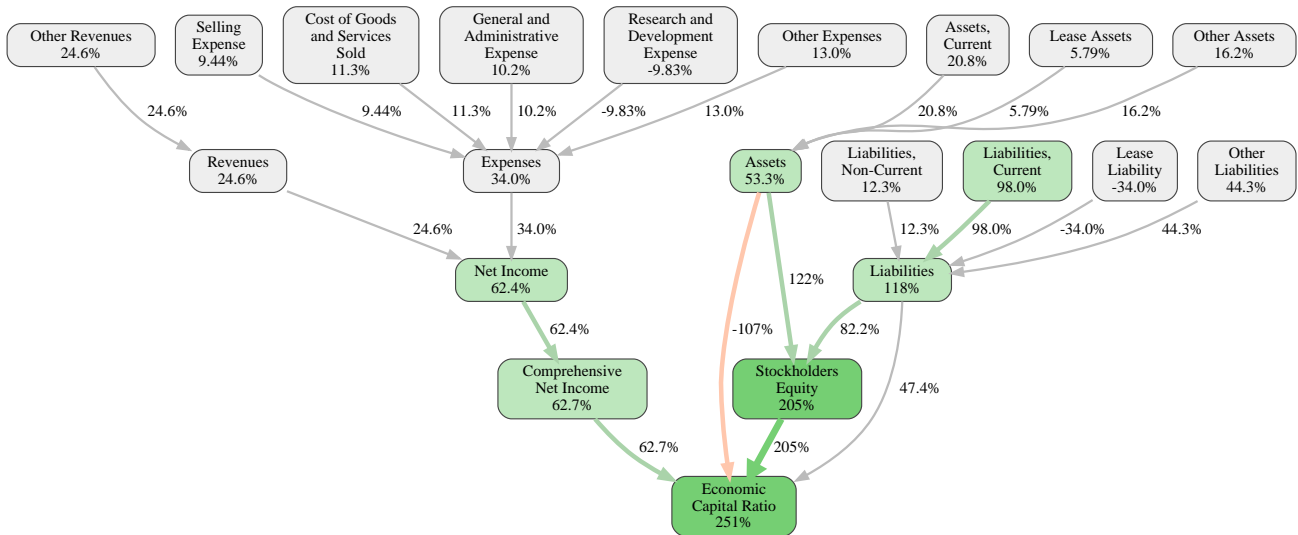 Other Revenues
24.6%
Selling
Expense
9.44%
Cost of Goods
and Services
Sold
11.3%
General and
Administrative
Expense
10.2%
Research and
Development
Expense
-9.83%
Other Expenses
13.0%
Assets,
Current
20.8%
Lease Assets
5.79%
Other Assets
16.2%
24.6%
9.44%
11.3%
10.2%
-9.83%
13.0%
20.8%
5.79%
16.2%
Revenues
24.6%
Expenses
34.0%
Assets
53.3%
Liabilities,
Non-Current
12.3%
Liabilities,
Current
98.0%
Lease
Liability
-34.0%
Other
Liabilities
44.3%
24.6%
34.0%
12.3%
98.0%
-34.0%
44.3%
Net Income
62.4%
Liabilities
118%
122%
62.4%
-107%
82.2%
Comprehensive
Net Income
62.7%
Stockholders
Equity
205%
47.4%
62.7%
205%
Economic
Capital Ratio
251%